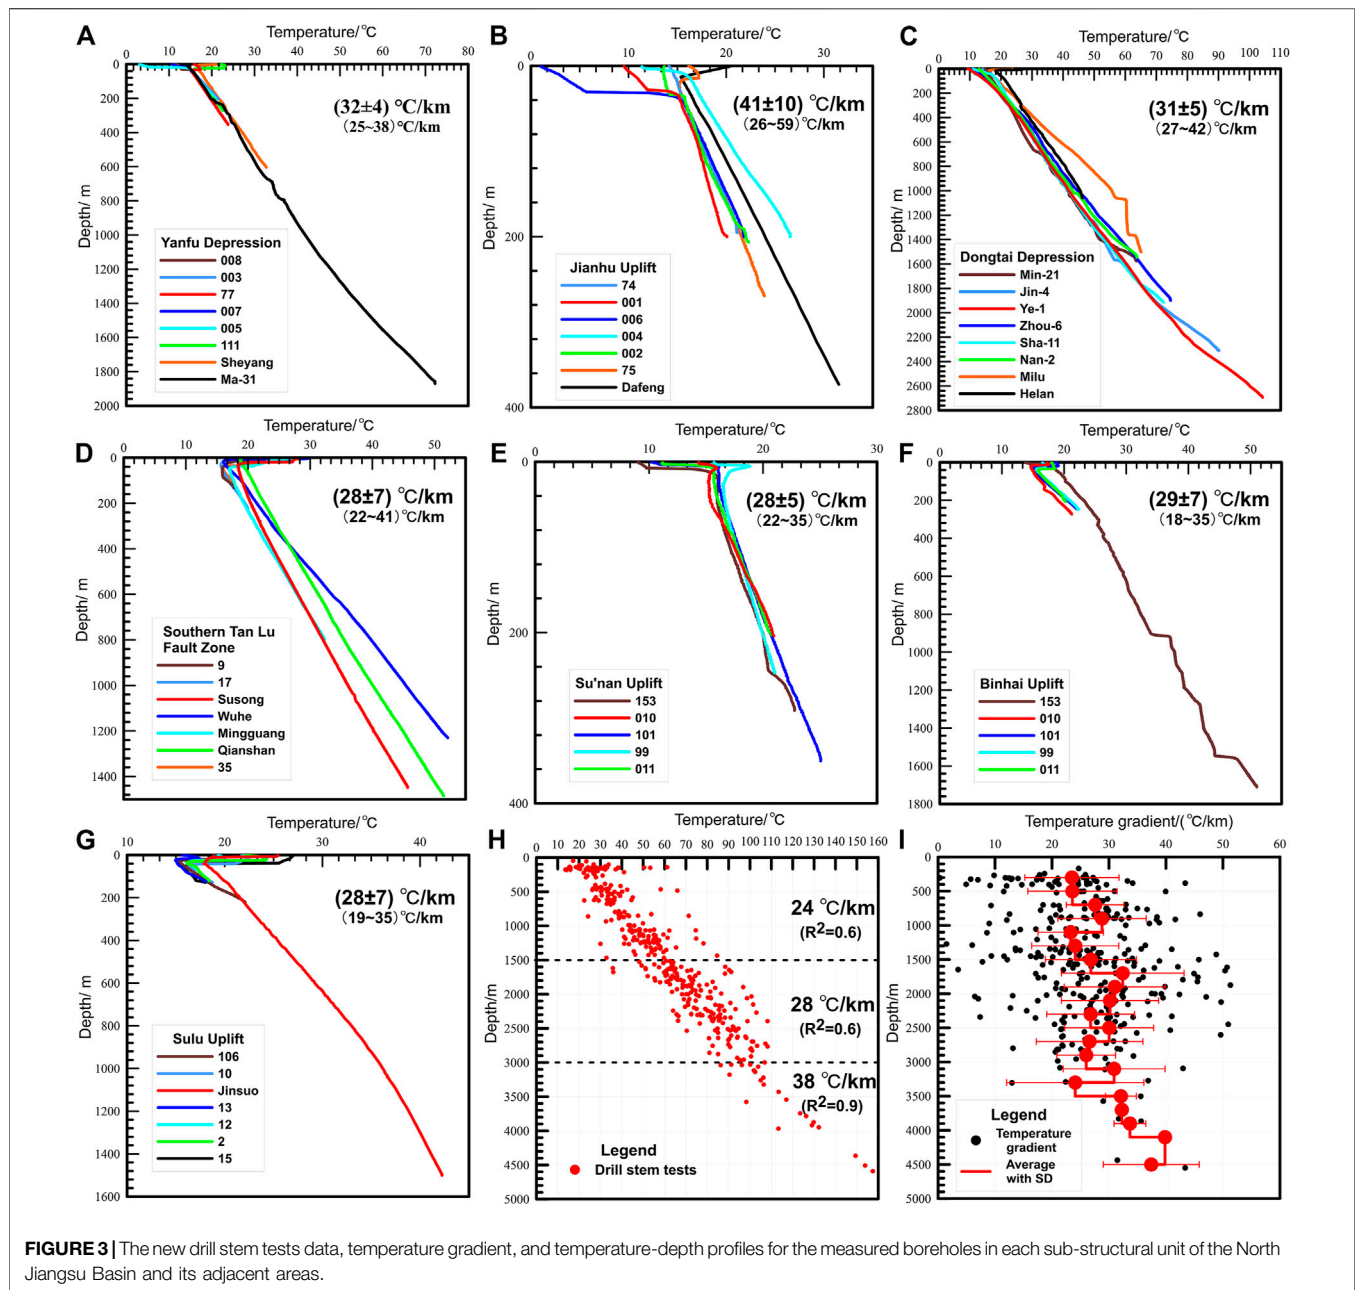 A
Temperature/℃
0 10 20 30 40 50 60 70 80
0
200
400
600
800
1000
1200
1400
1600
1800
2000
Depth/ m
(32±4) ℃/km
(25~38)℃/km
Yanfu Depression
008
003
77
007
005
111
Sheyang
Ma-31
B
Temperature/℃
0 10 20 30
0
200
400
Depth/ m
(41±10) ℃/km
(26~59)℃/km
Jianhu Uplift
74
001
006
004
002
75
Dafeng
C
Temperature/℃
0 10 20 30 40 50 60 70 80 90 100 110
0
200
400
600
800
1000
1200
1400
1600
1800
2000
2200
2400
2600
2800
Depth/ m
(31±5) ℃/km
(27~42)℃/km
Dongtai Depression
Min-21
Jin-4
Ye-1
Zhou-6
Sha-11
Nan-2
Milu
Helan
D
Temperature/℃
0 10 20 30 40 50
0
200
400
600
800
1000
1200
1400
Depth/ m
(28±7) ℃/km
(22~41)℃/km
Southern Tan Lu
Fault Zone
9
17
Susong
Wuhe
Mingguang
Qianshan
35
E
Temperature/℃
0 10 20 30
0
200
400
Depth/ m
(28±5) ℃/km
(22~35)℃/km
Su'nan Uplift
153
010
101
99
011
F
Temperature/℃
0 10 20 30 40 50
0
200
400
600
800
1000
1200
1400
1600
1800
Depth/ m
(29±7) ℃/km
(18~35)℃/km
Binhai Uplift
153
010
101
99
011
G
Temperature/℃
10 20 30 40
0
200
400
600
800
1000
1200
1400
1600
Depth/ m
(28±7) ℃/km
(19~35)℃/km
Sulu Uplift
106
10
Jinsuo
13
12
2
15
H
Temperature/℃
0 10 20 30 40 50 60 70 80 90 100 110 120 130 140 150 160
0
500
1000
1500
2000
2500
3000
3500
4000
4500
5000
Depth/m
24 ℃/km
(R2=0.6)
28 ℃/km
(R2=0.6)
38 ℃/km
(R2=0.9)
Legend
Drill stem tests
I
Temperature gradient/(℃/km)
0 10 20 30 40 50 60
0
500
1000
1500
2000
2500
3000
3500
4000
4500
5000
Depth/m
Legend
Temperature
gradient
Average
with SD
FIGURE 3 | The new drill stem tests data, temperature gradient, and temperature-depth profiles for the measured boreholes in each sub-structural unit of the North
Jiangsu Basin and its adjacent areas.